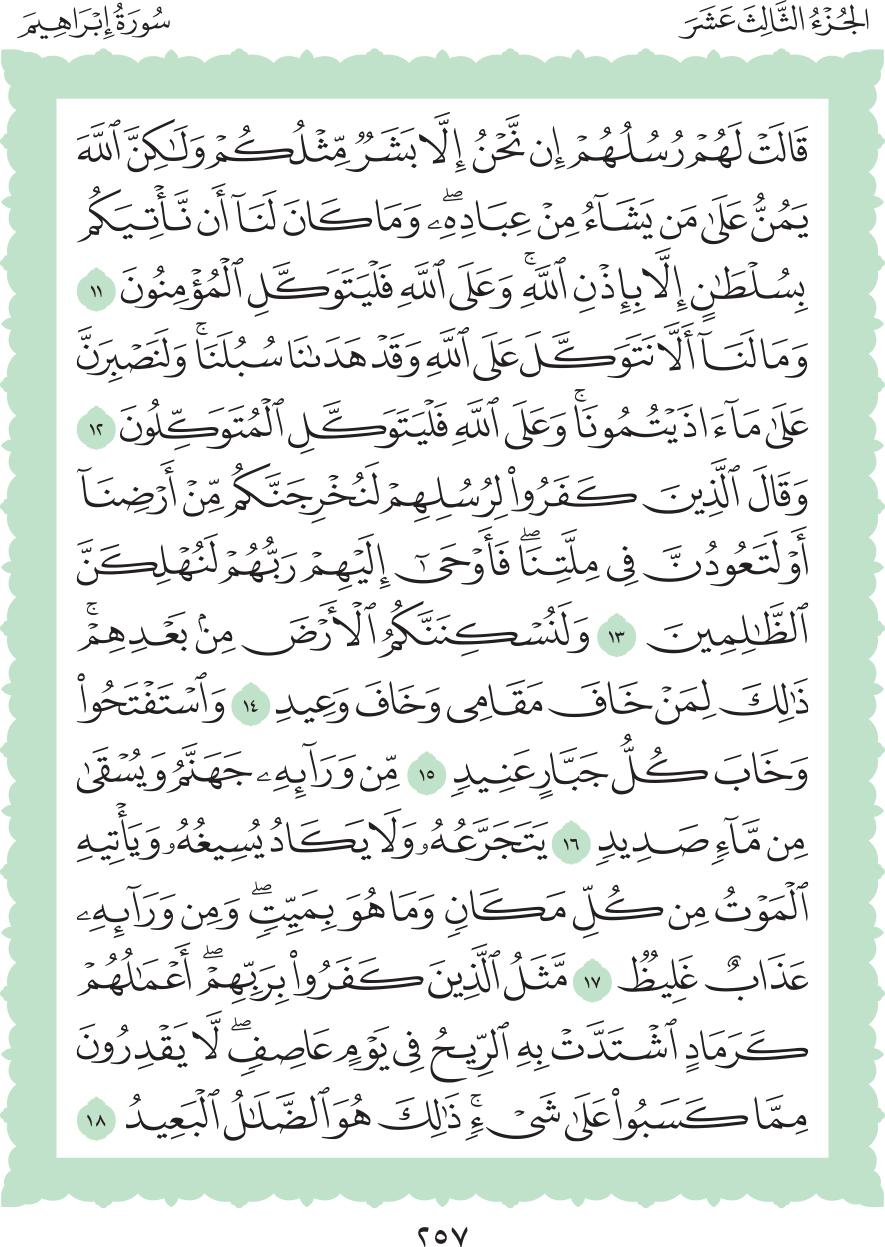 الجُزْءُ الثَّالِثَ عَشَرَ
سُورَةُ إِبْرَاهِيمَ
قَالَتْ لَهُمْ رُسُلُهُمْ إِن نَّحْنُ إِلَّا بَشَرٌ مِّثْلُكُمْ وَلَٰكِنَّ ٱللَّهَ
يَمُنُّ عَلَىٰ مَن يَشَآءُ مِنْ عِبَادِهِۦۖ وَمَا كَانَ لَنَآ أَن نَّأْتِيَكُم
بِسُلْطَٰنٍ إِلَّا بِإِذْنِ ٱللَّهِۚ وَعَلَى ٱللَّهِ فَلْيَتَوَكَّلِ ٱلْمُؤْمِنُونَ ١١
وَمَا لَنَآ أَلَّا نَتَوَكَّلَ عَلَى ٱللَّهِ وَقَدْ هَدَىٰنَا سُبُلَنَاۚ وَلَنَصْبِرَنَّ
عَلَىٰ مَآ ءَاذَيْتُمُونَاۚ وَعَلَى ٱللَّهِ فَلْيَتَوَكَّلِ ٱلْمُتَوَكِّلُونَ ١٢
وَقَالَ ٱلَّذِينَ كَفَرُوا۟ لِرُسُلِهِمْ لَنُخْرِجَنَّكُم مِّنْ أَرْضِنَآ
أَوْ لَتَعُودُنَّ فِى مِلَّتِنَاۖ فَأَوْحَىٰٓ إِلَيْهِمْ رَبُّهُمْ لَنُهْلِكَنَّ
ٱلظَّٰلِمِينَ ١٣ وَلَنُسْكِنَنَّكُمُ ٱلْأَرْضَ مِنۢ بَعْدِهِمْۚ
ذَٰلِكَ لِمَنْ خَافَ مَقَامِى وَخَافَ وَعِيدِ ١٤ وَٱسْتَفْتَحُوا۟
وَخَابَ كُلُّ جَبَّارٍ عَنِيدٍ ١٥ مِّن وَرَآئِهِۦ جَهَنَّمُ وَيُسْقَىٰ
مِن مَّآءٍ صَدِيدٍ ١٦ يَتَجَرَّعُهُۥ وَلَا يَكَادُ يُسِيغُهُۥ وَيَأْتِيهِ
ٱلْمَوْتُ مِن كُلِّ مَكَانٍ وَمَا هُوَ بِمَيِّتٍۖ وَمِن وَرَآئِهِۦ
عَذَابٌ غَلِيظٌ ١٧ مَّثَلُ ٱلَّذِينَ كَفَرُوا۟ بِرَبِّهِمْۖ أَعْمَٰلُهُمْ
كَرَمَادٍ ٱشْتَدَّتْ بِهِ ٱلرِّيحُ فِى يَوْمٍ عَاصِفٍۖ لَّا يَقْدِرُونَ
مِمَّا كَسَبُوا۟ عَلَىٰ شَىْءٍۚ ذَٰلِكَ هُوَ ٱلضَّلَٰلُ ٱلْبَعِيدُ ١٨
٢٥٧